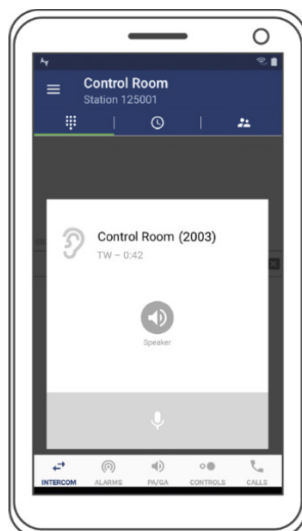 Control Room
Station 125001
Control Room (2003)
TW – 0:42
Speaker
INTERCOM
ALARMS
PA/GA
CONTROLS
CALLS